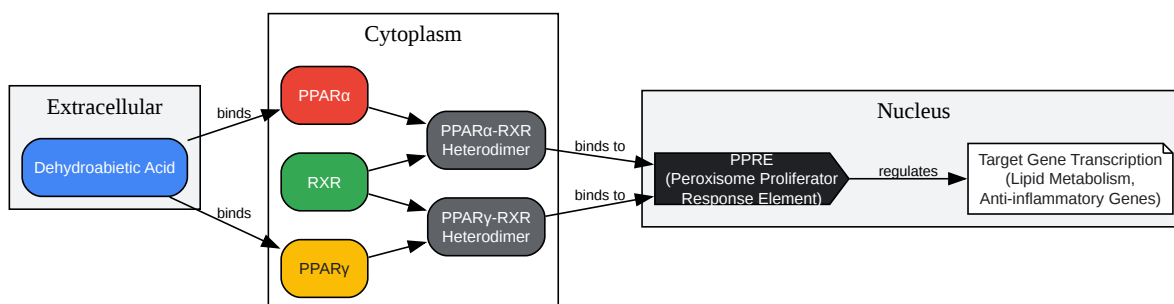 Extracellular
Dehydroabietic Acid
binds
binds
Cytoplasm
PPARα
RXR
PPARγ
PPARα-RXR
Heterodimer
PPARγ-RXR
Heterodimer
binds to
binds to
Nucleus
PPRE
(Peroxisome Proliferator
Response Element)
regulates
Target Gene Transcription
(Lipid Metabolism,
Anti-inflammatory Genes)